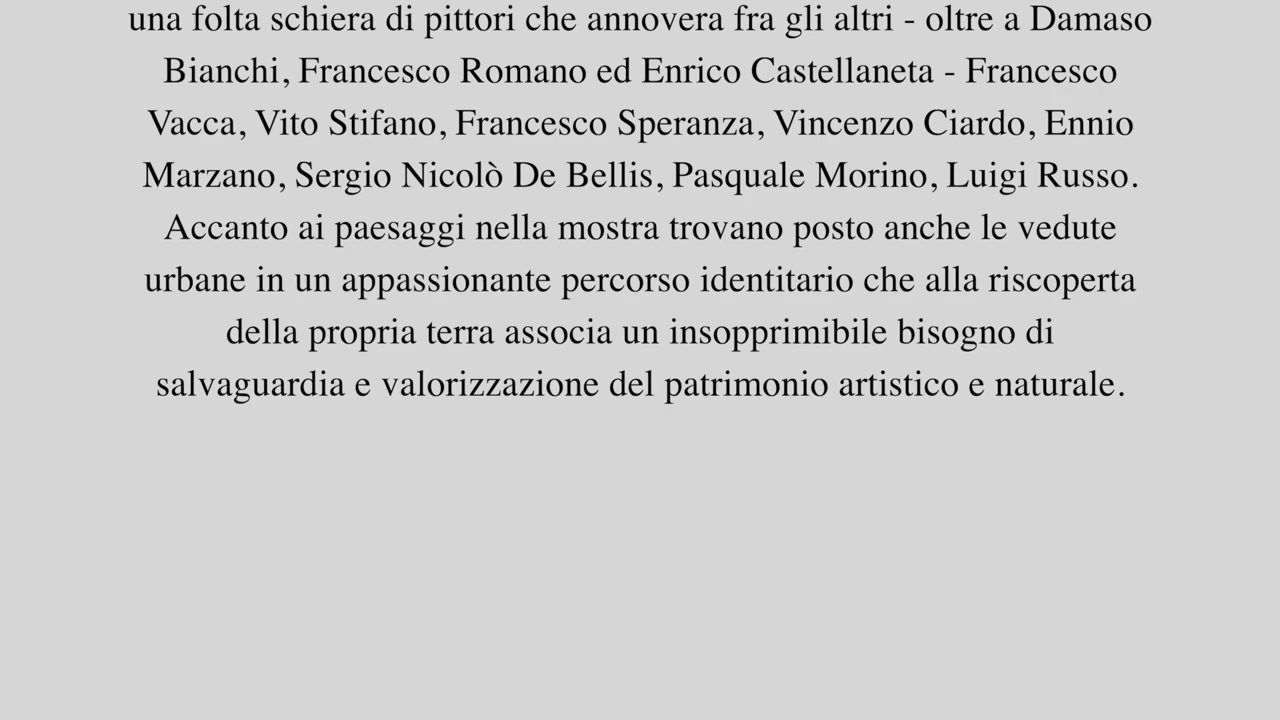 una folta schiera di pittori che annovera fra gli altri - oltre a Damaso
Bianchi, Francesco Romano ed Enrico Castellaneta - Francesco
Vacca, Vito Stifano, Francesco Speranza, Vincenzo Ciardo, Ennio
Marzano, Sergio Nicolò De Bellis, Pasquale Morino, Luigi Russo.
Accanto ai paesaggi nella mostra trovano posto anche le vedute
urbane in un appassionante percorso identitario che alla riscoperta
della propria terra associa un insopprimibile bisogno di
salvaguardia e valorizzazione del patrimonio artistico e naturale.